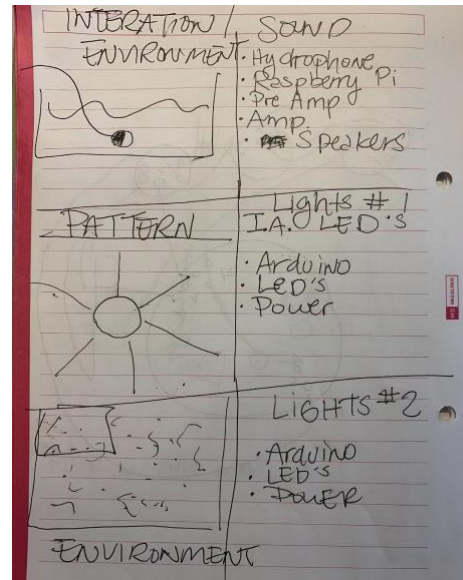 INTERATION /
ENVIRONMENT
SOUND
• Hydrophone
• Raspberry Pi
• Pre Amp
• Amp.
• Speakers
PATTERN
Lights #1
I.A. LED'S
• Arduino
• LED's
• Power
LIGHTS #2
• Arduino
• LED's
• POWER
ENVIRONMENT